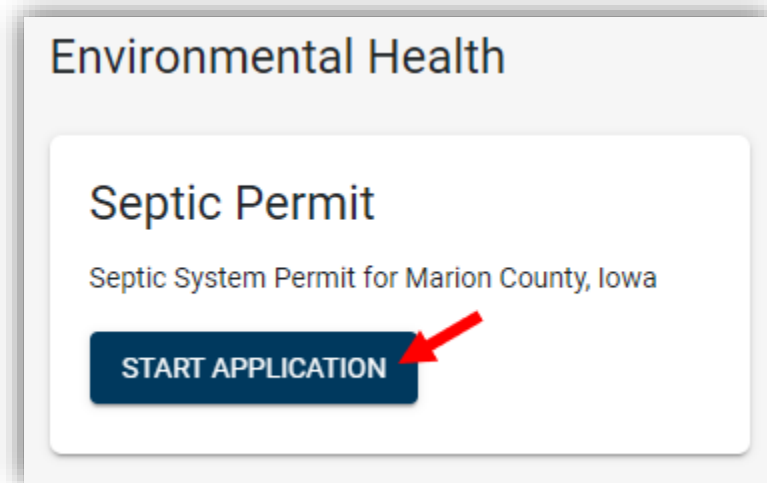 Environmental Health
Septic Permit
Septic System Permit for Marion County, Iowa
START APPLICATION